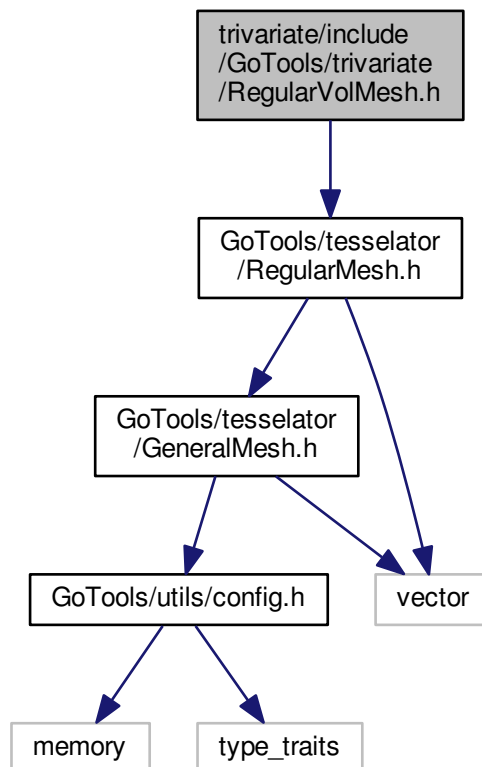 trivariate/include
/GoTools/trivariate
/RegularVolMesh.h
GoTools/tesselator
/RegularMesh.h
GoTools/tesselator
/GeneralMesh.h
GoTools/utils/config.h
vector
memory
type_traits